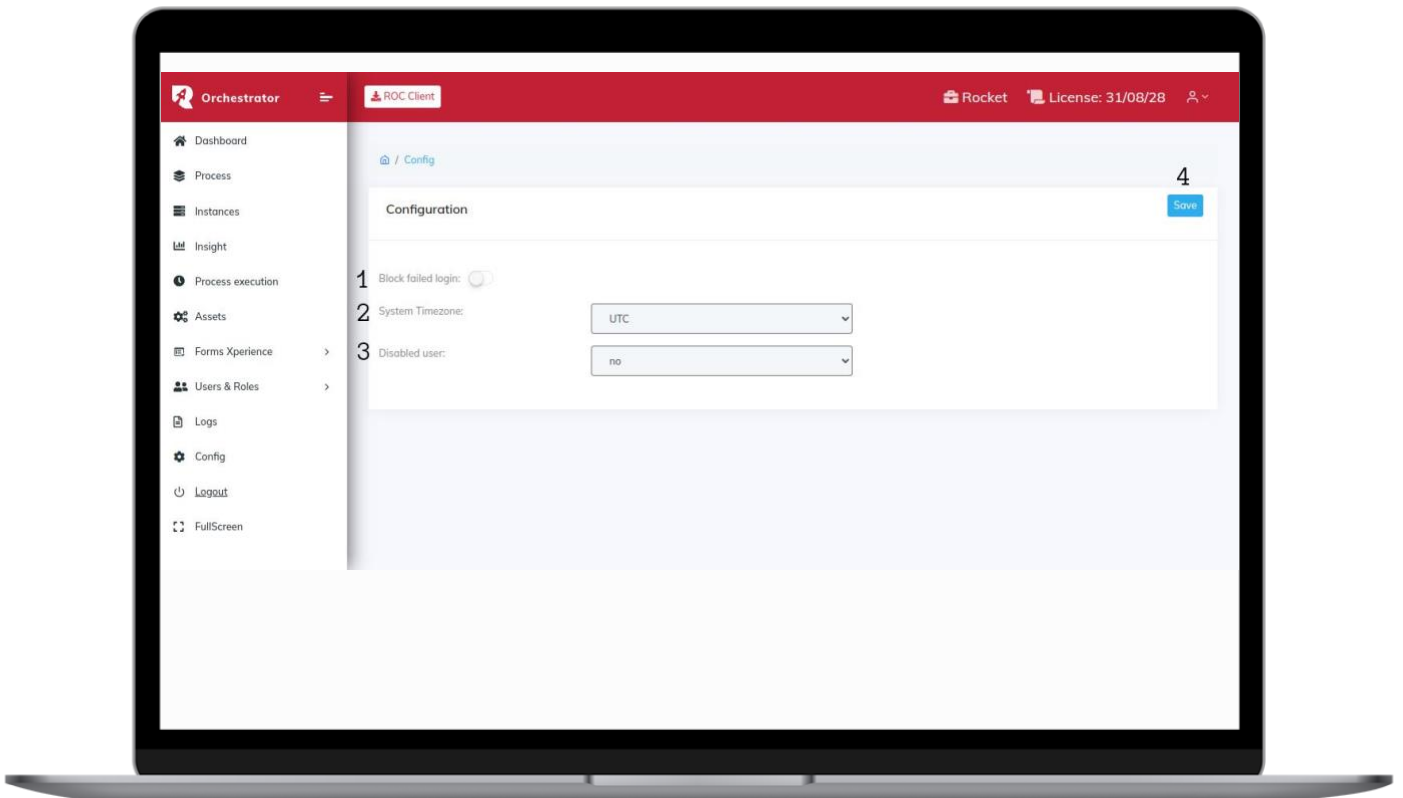 Orchestrator
ROC Client
Rocket
License: 31/08/28
Dashboard
Process
Instances
Insight
Process execution
Assets
Forms Xperience
Users & Roles
Logs
Config
Logout
FullScreen
/ Config
4
Configuration
Save
1 Block failed login:
2 System Timezone:
UTC
3 Disabled user:
no